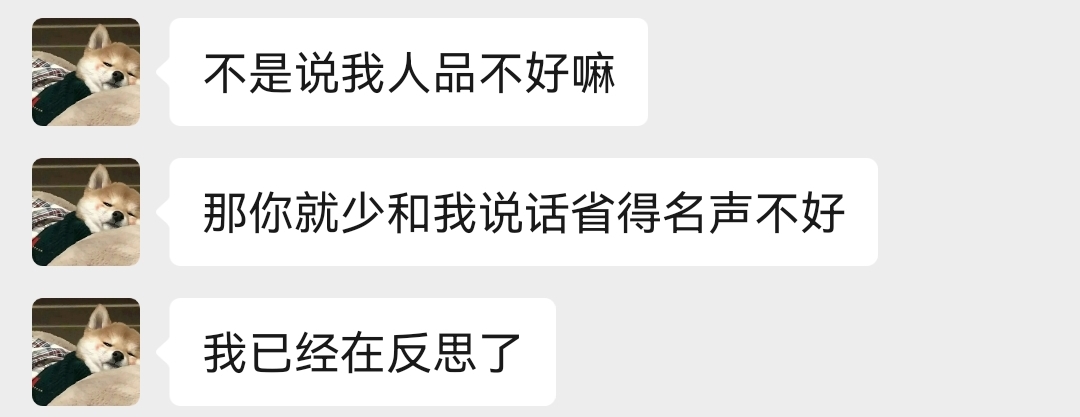 不是说我人品不好嘛
那你就少和我说话省得名声不好
我已经在反思了